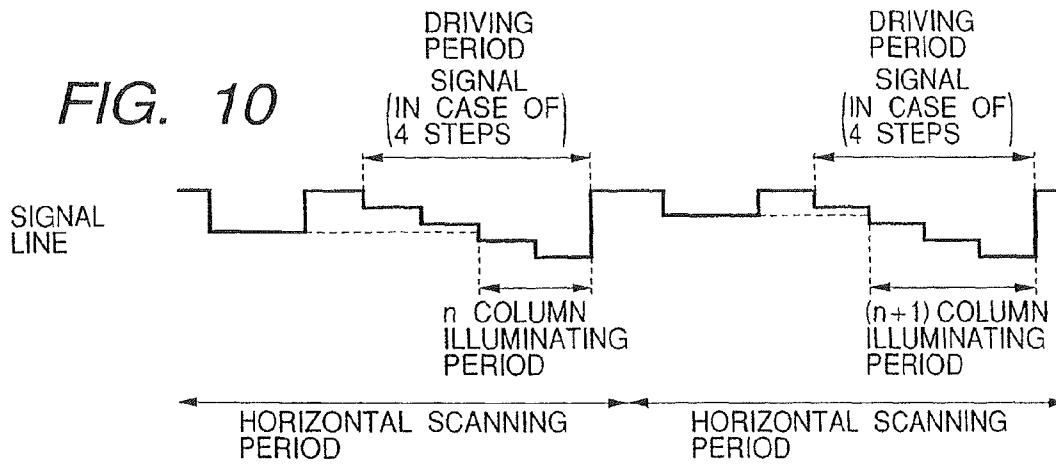 FIG. 10
DRIVING
PERIOD
SIGNAL
(IN CASE OF)
4 STEPS
DRIVING
PERIOD
SIGNAL
(IN CASE OF)
4 STEPS
SIGNAL
LINE
n COLUMN
ILLUMINATING
PERIOD
(n+1) COLUMN
ILLUMINATING
PERIOD
HORIZONTAL SCANNING
PERIOD
HORIZONTAL SCANNING
PERIOD